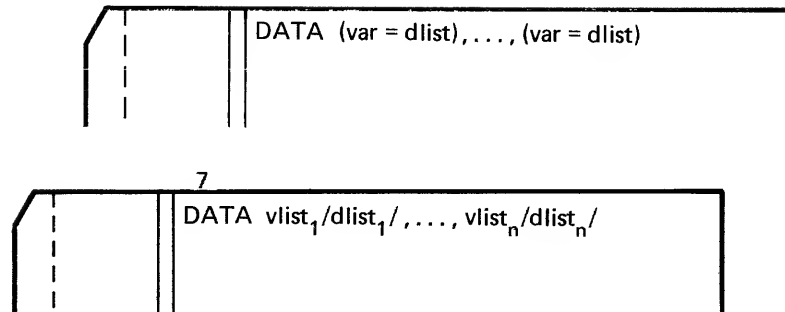 DATA (var = dlist), . . . , (var = dlist)
7
DATA vlist₁/dlist₁/ , . . . , vlistₙ/dlistₙ/